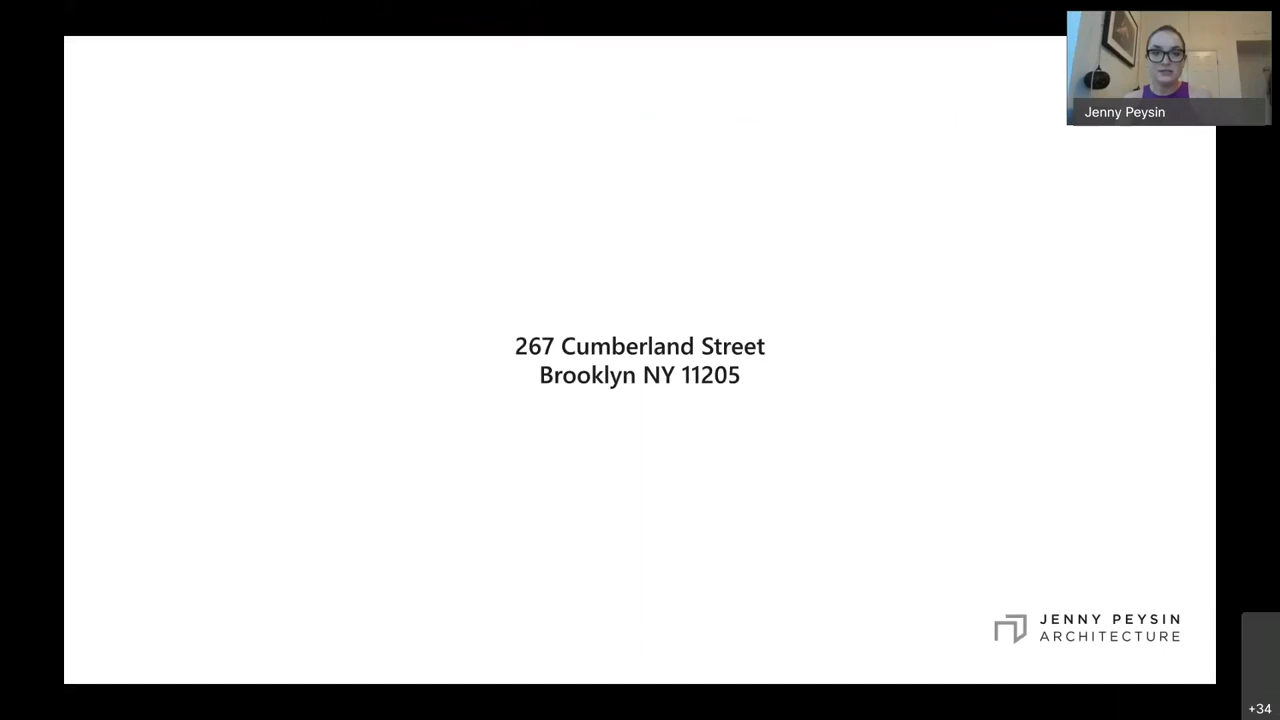 Jenny Peysin
267 Cumberland Street
Brooklyn NY 11205
JENNY PEYSIN
ARCHITECTURE
+34